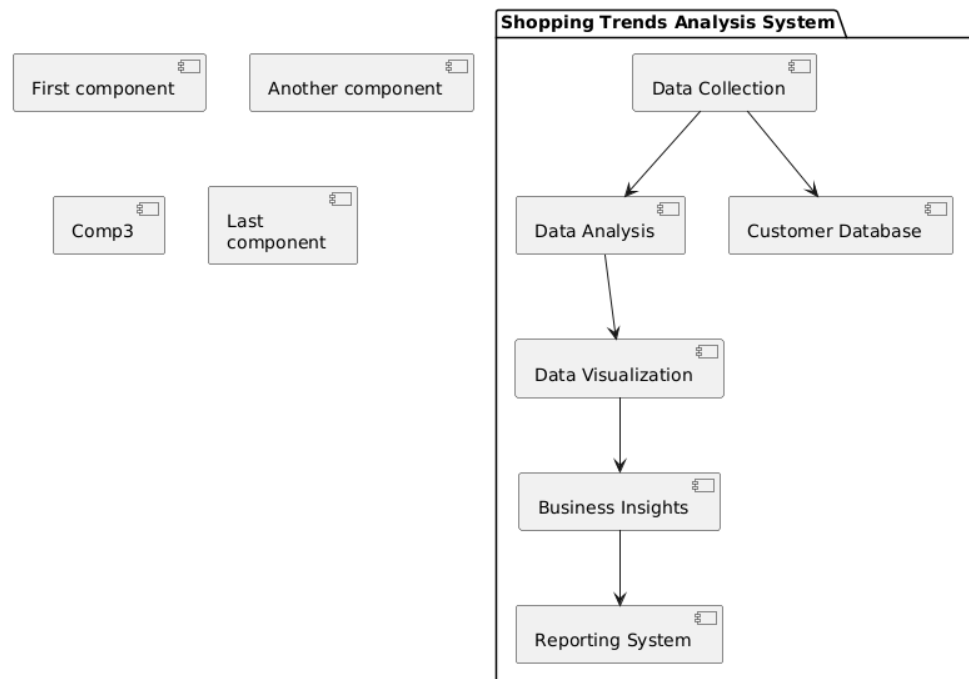 Shopping Trends Analysis System
First component
Another component
Data Collection
Comp3
Last
component
Data Analysis
Customer Database
Data Visualization
Business Insights
Reporting System